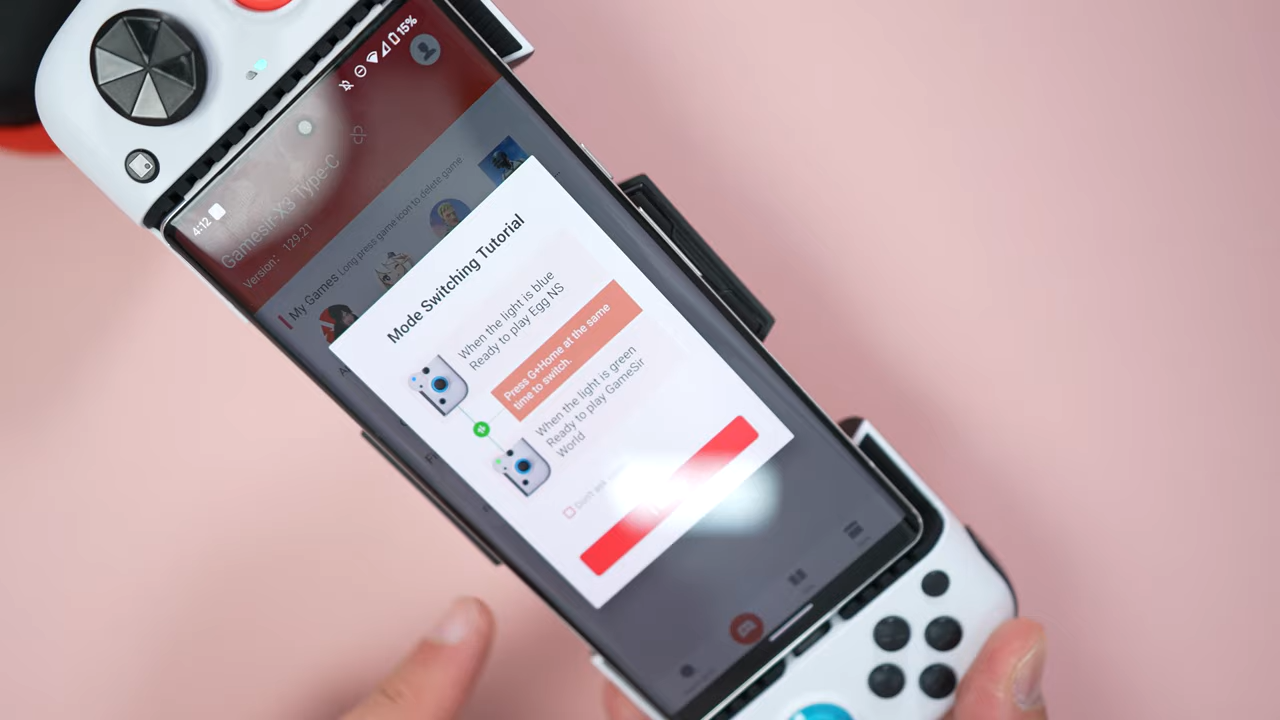 4:12
15%
Gamesir-X3 Type-C
Version: 129.21
My Games Long press game icon to delete game
Mode Switching Tutorial
When the light is blue
Ready to play Egg NS
Press G+Home at the same
time to switch.
When the light is green
Ready to play GameSir
World
Don't ask